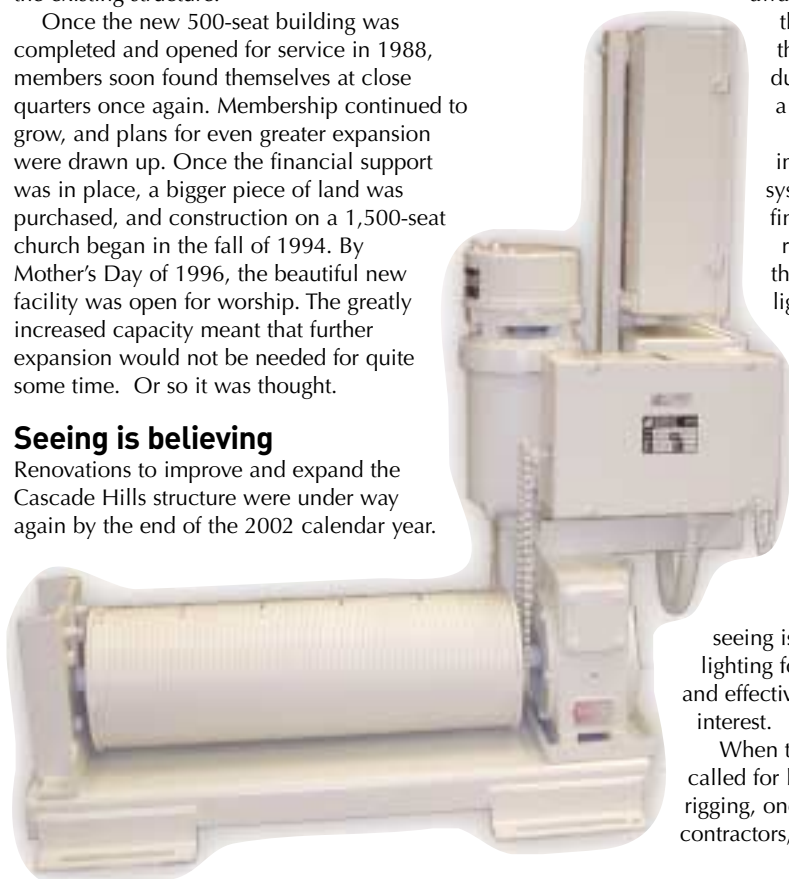 the existing structure.
Once the new 500-seat building was
completed and opened for service in 1988,
members soon found themselves at close
quarters once again. Membership continued to
grow, and plans for even greater expansion
were drawn up. Once the financial support
was in place, a bigger piece of land was
purchased, and construction on a 1,500-seat
church began in the fall of 1994. By
Mother’s Day of 1996, the beautiful new
facility was open for worship. The greatly
increased capacity meant that further
expansion would not be needed for quite
some time. Or so it was thought.
Seeing is believing
Renovations to improve and expand the
Cascade Hills structure were under way
again by the end of the 2002 calendar year.
seeing is
lighting fe
and effectiv
interest.
When t
called for
rigging, on
contractors,